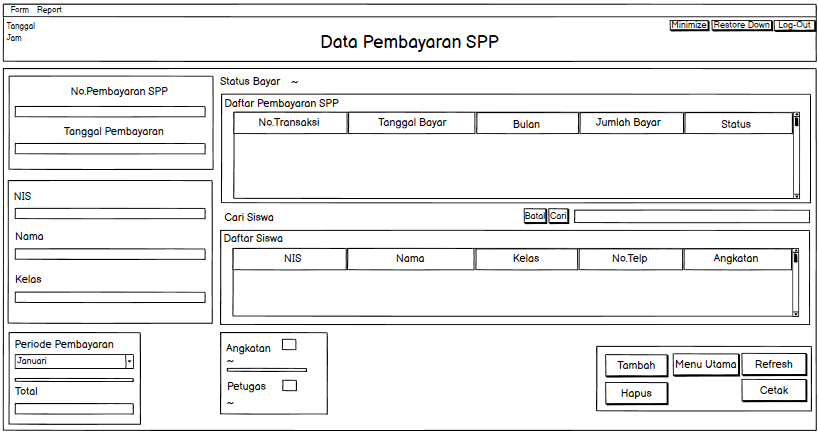 Form Report
Tanggal
Jam
Minimize Restore Down Log-Out
Data Pembayaran SPP
No.Pembayaran SPP
Tanggal Pembayaran
NIS
Nama
Kelas
Periode Pembayaran
Januari
Total
Status Bayar ~
Daftar Pembayaran SPP
No.Transaksi Tanggal Bayar Bulan Jumlah Bayar Status
Cari Siswa Batal Cari
Daftar Siswa
NIS Nama Kelas No.Telp Angkatan
Angkatan
~
Petugas
~
Tambah Menu Utama Refresh
Hapus Cetak